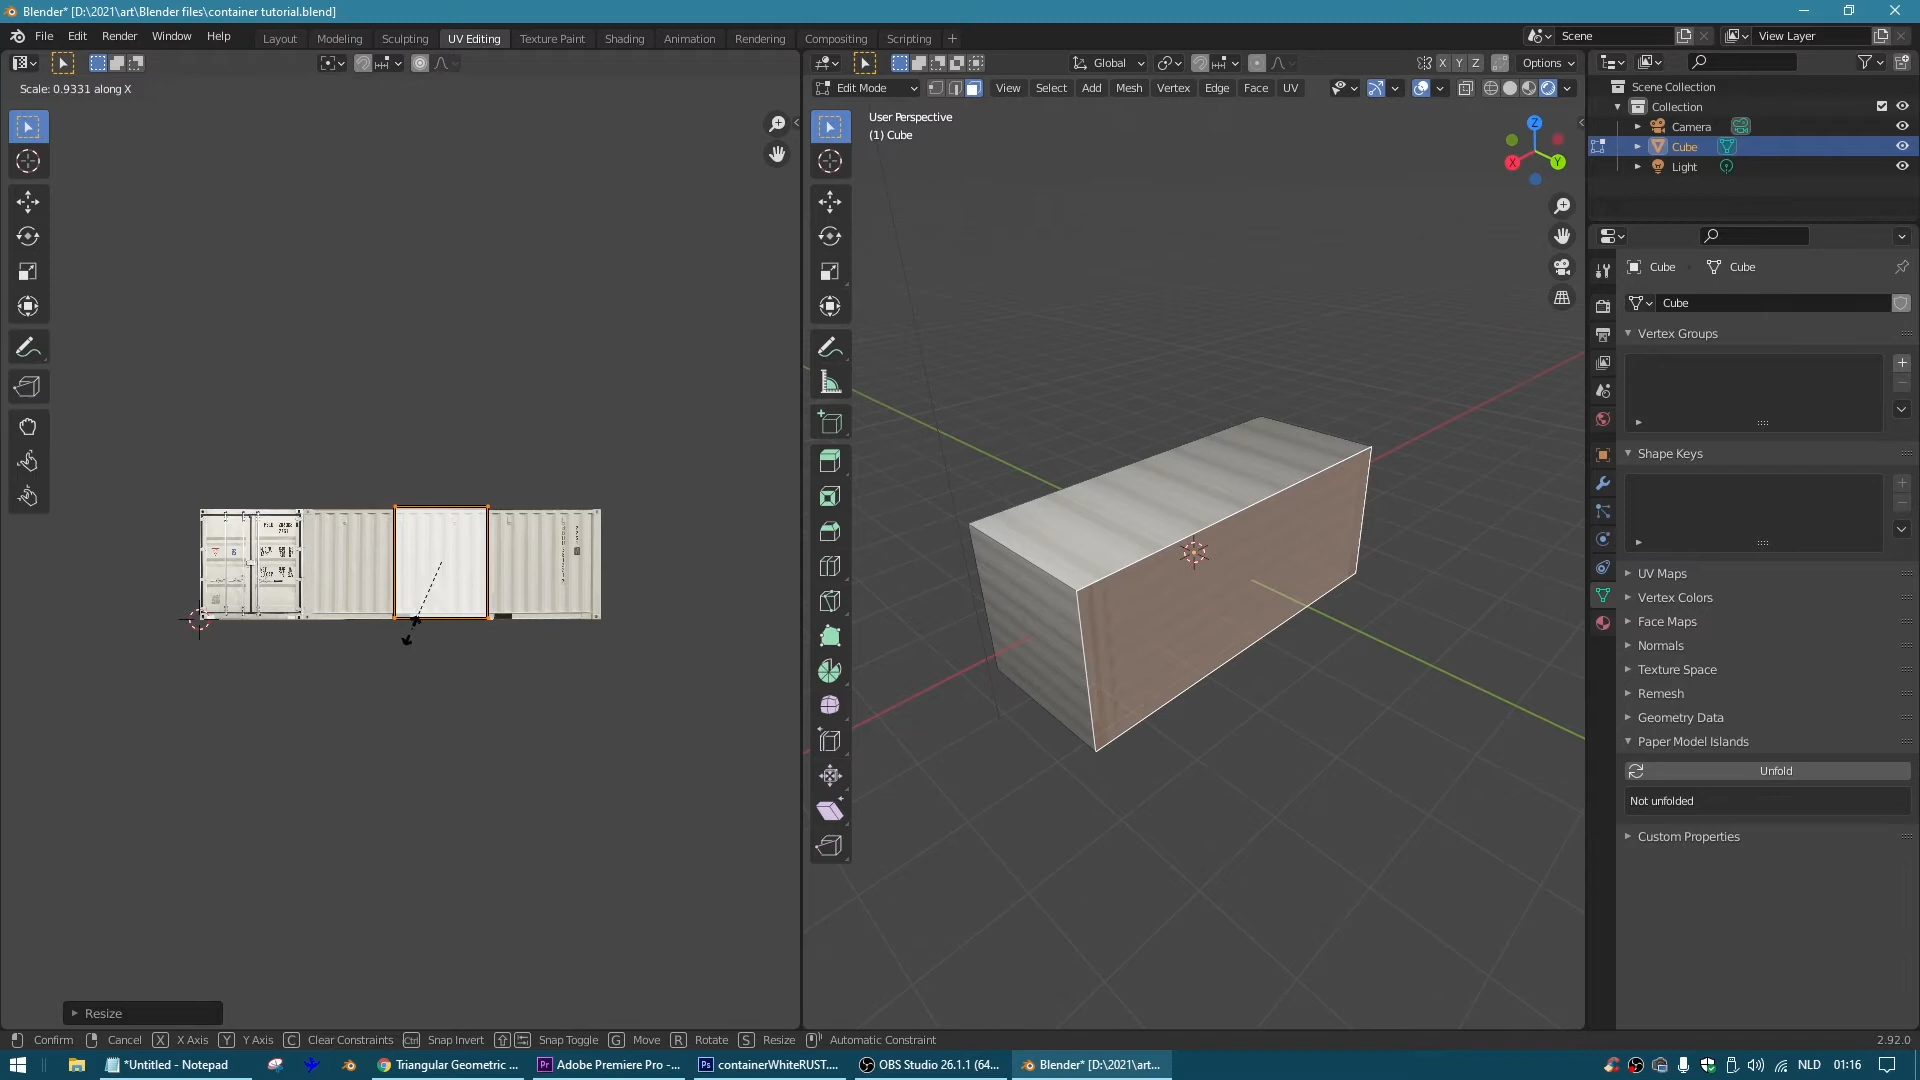 Blender* [D:\2021\art\Blender files\container tutorial.blend]
File Edit Render Window Help
Layout Modeling Sculpting UV Editing Texture Paint Shading Animation Rendering Compositing Scripting
Scene
View Layer
Global
X Y Z
Options
Scale: 0.9331 along X
Edit Mode
View Select Add Mesh Vertex Edge Face UV
Scene Collection
Collection
Camera
Cube
Light
User Perspective
(1) Cube
Z
X
Y
Cube
Cube
Cube
Vertex Groups
Shape Keys
UV Maps
Vertex Colors
Face Maps
Normals
Texture Space
Remesh
Geometry Data
Paper Model Islands
Unfold
Not unfolded
Custom Properties
Resize
Confirm Cancel X X Axis Y Y Axis C Clear Constraints Ctrl Snap Invert Snap Toggle G Move R Rotate S Resize Automatic Constraint
2.92.0
*Untitled - Notepad
Triangular Geometric ...
Pr Adobe Premiere Pro -...
Ps containerWhiteRUST....
OBS Studio 26.1.1 (64...
Blender* [D:\2021\art...
NLD
01:16